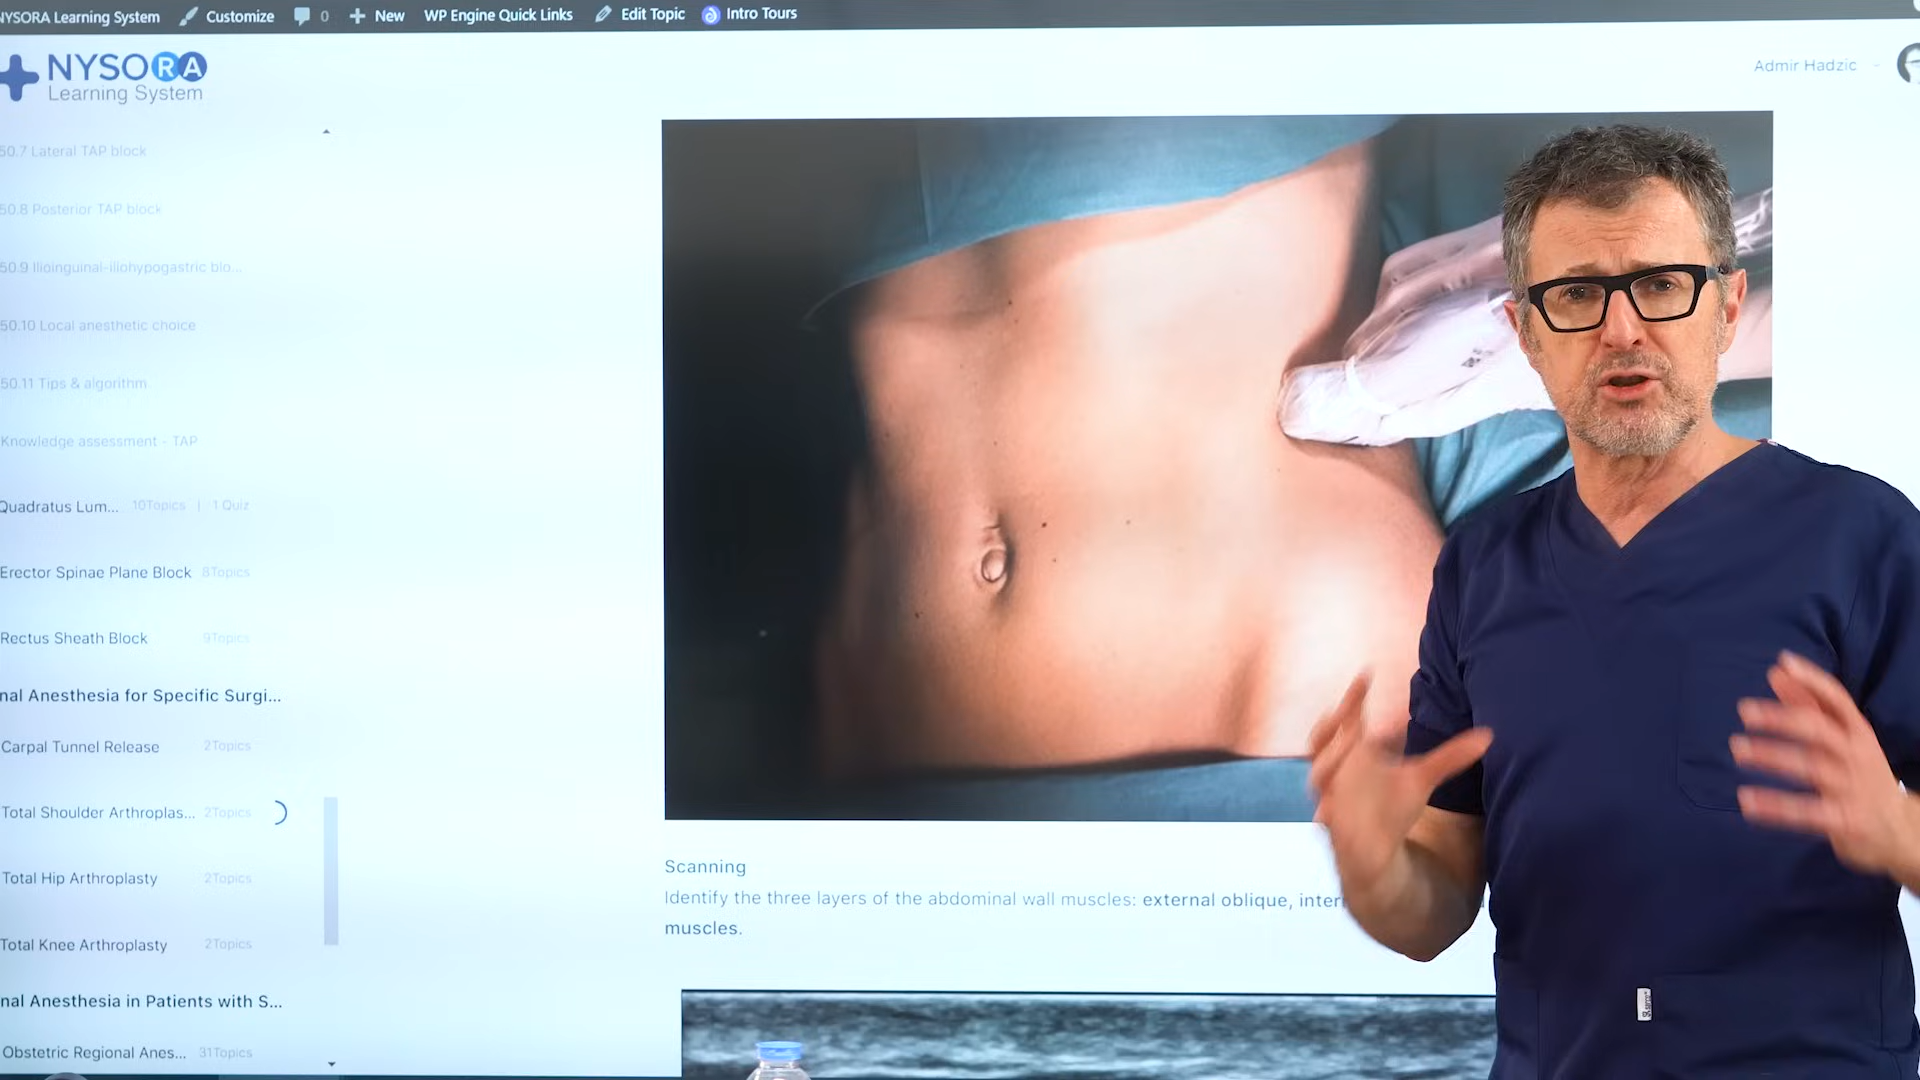 NYSORA Learning System Customize 0 New WP Engine Quick Links Edit Topic Intro Tours
NYSORA
Learning System
Admir Hadzic
50.7 Lateral TAP block
50.8 Posterior TAP block
50.9 Ilioinguinal-iliohypogastric blo...
50.10 Local anesthetic choice
50.11 Tips & algorithm
Knowledge assessment - TAP
Quadratus Lum... 10Topics | 1 Quiz
Erector Spinae Plane Block 8Topics
Rectus Sheath Block 9Topics
nal Anesthesia for Specific Surgi...
Carpal Tunnel Release 2Topics
Total Shoulder Arthroplas... 2Topics
Total Hip Arthroplasty 2Topics
Total Knee Arthroplasty 2Topics
nal Anesthesia in Patients with S...
Obstetric Regional Anes... 31Topics
Scanning
Identify the three layers of the abdominal wall muscles: external oblique, inter
muscles.